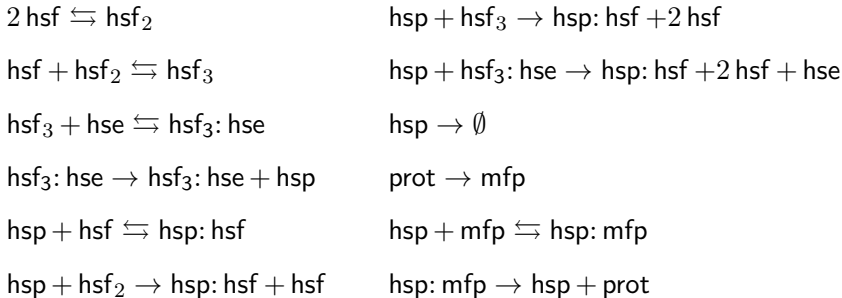 2 hsf ⇆ hsf₂
hsf + hsf₂ ⇆ hsf₃
hsf₃ + hse ⇆ hsf₃: hse
hsf₃: hse → hsf₃: hse + hsp
hsp + hsf ⇆ hsp: hsf
hsp + hsf₂ → hsp: hsf + hsf
hsp + hsf₃ → hsp: hsf +2 hsf
hsp + hsf₃: hse → hsp: hsf +2 hsf + hse
hsp → ∅
prot → mfp
hsp + mfp ⇆ hsp: mfp
hsp: mfp → hsp + prot